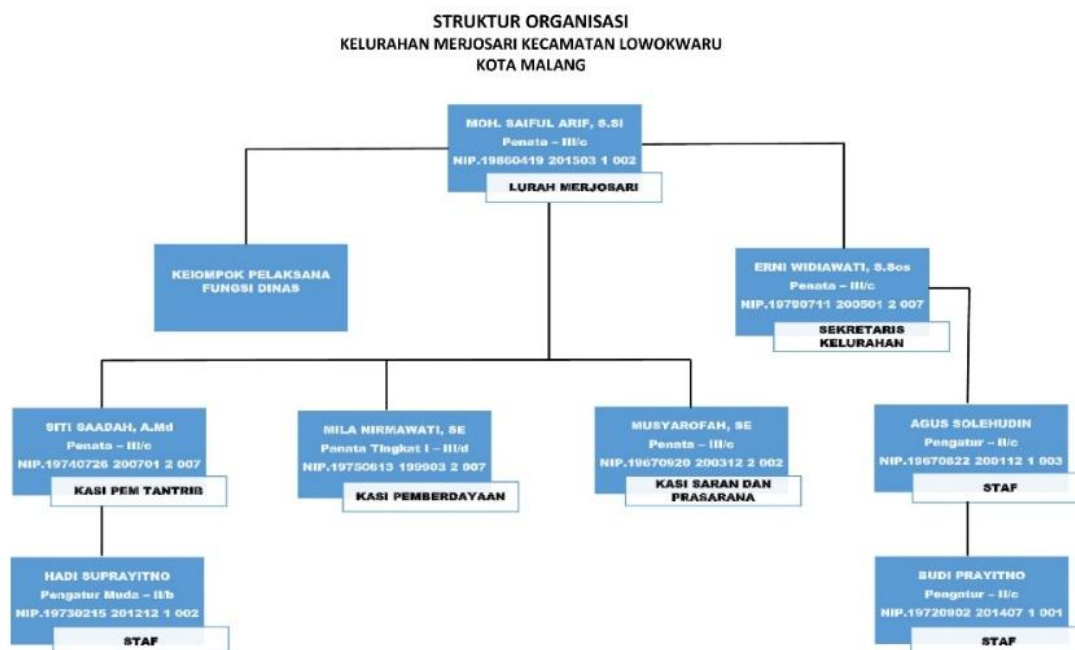 STRUKTUR ORGANISASI
KELURAHAN MERJOSARI KECAMATAN LOWOKWARU
KOTA MALANG
MOH. SAIFUL ARIF, S.SI
Penata – III/c
NIP.19860419 201503 1 002
LURAH MERJOSARI
KELOMPOK PELAKSANA
FUNGSI DINAS
ERNI WIDIAWATI, S.Sos
Penata – III/c
NIP.19790711 200501 2 007
SEKRETARIS
KELURAHAN
SITI SAADAH, A.Md
Penata – III/c
NIP.19740726 200701 2 007
KASI PEM TANTRIB
MILA NIRMAWATI, SE
Penata Tingkat I – III/d
NIP.19750613 199903 2 007
KASI PEMBERDAYAAN
MUSYAROFAH, SE
Penata – III/c
NIP.19670920 200312 2 002
KASI SARAN DAN
PRASARANA
AGUS SOLEHUDIN
Pengatur – II/c
NIP.19670822 200112 1 003
STAF
HADI SUPRAYITNO
Pengatur Muda – II/b
NIP.19730215 201212 1 002
STAF
BUDI PRAYITNO
Pengatur – II/c
NIP.19720902 201407 1 001
STAF